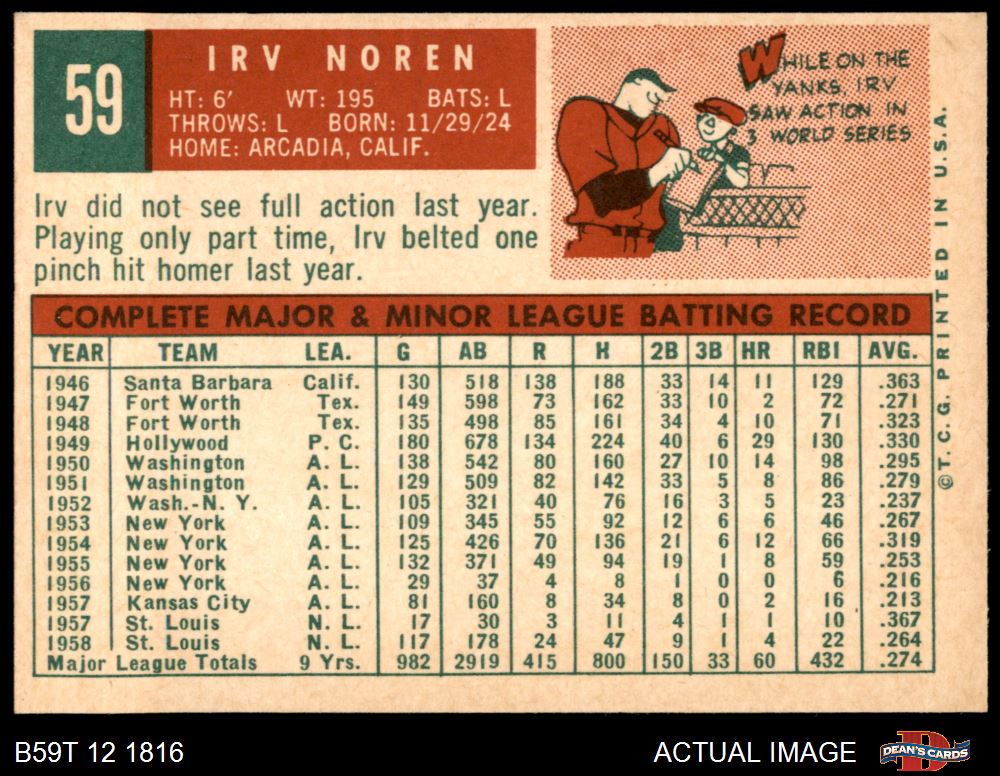 59
IRV NOREN
HT: 6' WT: 195 BATS: L
THROWS: L BORN: 11/29/24
HOME: ARCADIA, CALIF.
WHILE ON THE
YANKS, IRV
SAW ACTION IN
3 WORLD SERIES
Irv did not see full action last year.
Playing only part time, Irv belted one
pinch hit homer last year.
COMPLETE MAJOR & MINOR LEAGUE BATTING RECORD
YEAR TEAM LEA. G AB R H 2B 3B HR RBI AVG.
1946 Santa Barbara Calif. 130 518 138 188 33 14 11 129 .363
1947 Fort Worth Tex. 149 598 73 162 33 10 2 72 .271
1948 Fort Worth Tex. 135 498 85 161 34 4 10 71 .323
1949 Hollywood P. C. 180 678 134 224 40 6 29 130 .330
1950 Washington A. L. 138 542 80 160 27 10 14 98 .295
1951 Washington A. L. 129 509 82 142 33 5 8 86 .279
1952 Wash.-N. Y. A. L. 105 321 40 76 16 3 5 23 .237
1953 New York A. L. 109 345 55 92 12 6 6 46 .267
1954 New York A. L. 125 426 70 136 21 6 12 66 .319
1955 New York A. L. 132 371 49 94 19 1 8 59 .253
1956 New York A. L. 29 37 4 8 1 0 0 6 .216
1957 Kansas City A. L. 81 160 8 34 8 0 2 16 .213
1957 St. Louis N. L. 17 30 3 11 4 1 1 10 .367
1958 St. Louis N. L. 117 178 24 47 9 1 4 22 .264
Major League Totals 9 Yrs. 982 2919 415 800 150 33 60 432 .274
©T. C. G. PRINTED IN U.S.A.
B59T 12 1816
ACTUAL IMAGE
DEAN'S CARDS